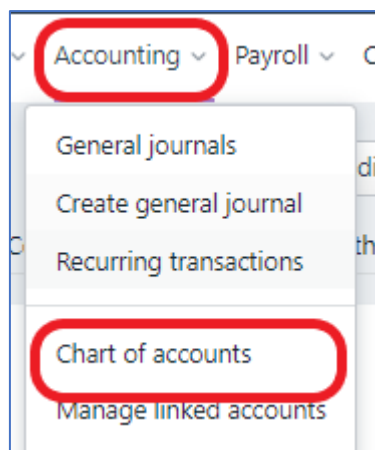 Accounting Payroll
General journals
Create general journal
Recurring transactions
Chart of accounts
Manage linked accounts